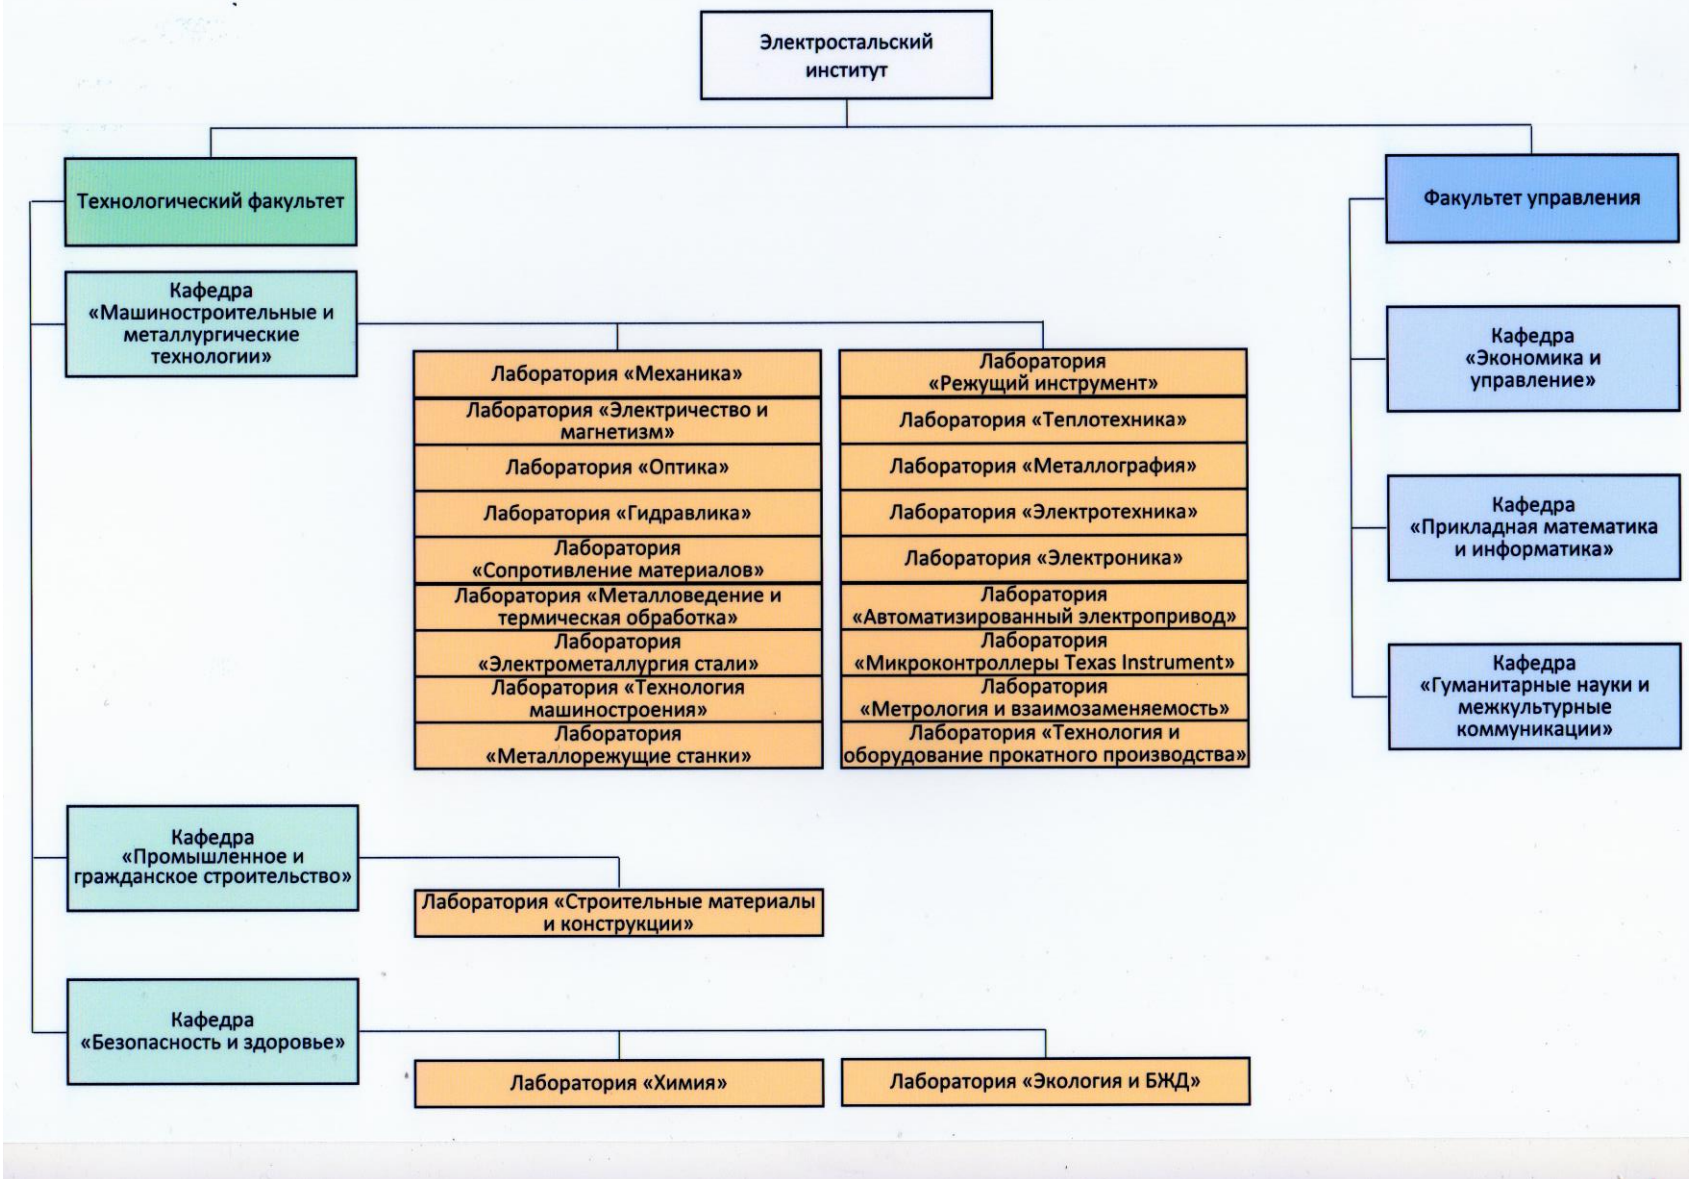 Электростальский
институт
Технологический факультет
Факультет управления
Кафедра
«Машиностроительные и
металлургические
технологии»
Лаборатория «Механика»
Лаборатория «Электричество и
магнетизм»
Лаборатория «Оптика»
Лаборатория «Гидравлика»
Лаборатория
«Сопротивление материалов»
Лаборатория «Металловедение и
термическая обработка»
Лаборатория
«Электрометаллургия стали»
Лаборатория «Технология
машиностроения»
Лаборатория
«Металлорежущие станки»
Лаборатория
«Режущий инструмент»
Лаборатория «Теплотехника»
Лаборатория «Металлография»
Лаборатория «Электротехника»
Лаборатория «Электроника»
Лаборатория
«Автоматизированный электропривод»
Лаборатория
«Микроконтроллеры Texas Instrument»
Лаборатория
«Метрология и взаимозаменяемость»
Лаборатория «Технология и
оборудование прокатного производства»
Кафедра
«Экономика и
управление»
Кафедра
«Прикладная математика
и информатика»
Кафедра
«Гуманитарные науки и
межкультурные
коммуникации»
Кафедра
«Промышленное и
гражданское строительство»
Лаборатория «Строительные материалы
и конструкции»
Кафедра
«Безопасность и здоровье»
Лаборатория «Химия»
Лаборатория «Экология и БЖД»